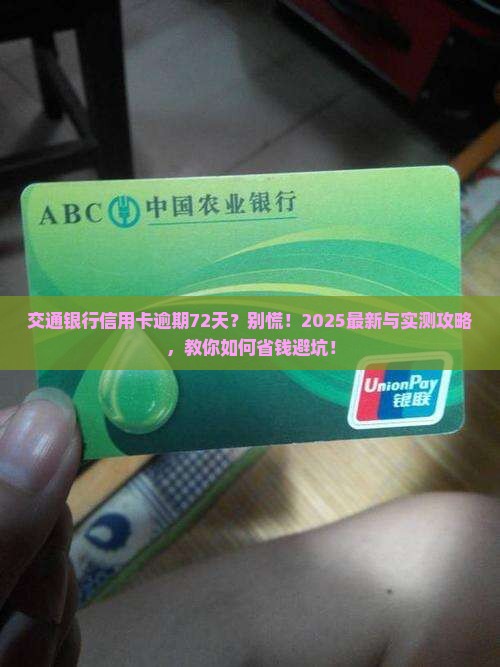 ABC 中国农业银行
交通银行信用卡逾期72天?别慌!2025最新与实测攻略
,教你如何省钱避坑!
UnionPay
银联